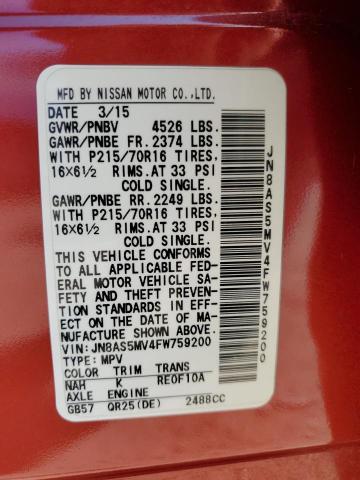 MFD BY NISSAN MOTOR CO.,LTD.
DATE 3/15
GVWR/PNBV 4526 LBS.
GAWR/PNBE FR. 2374 LBS.
WITH P215/70R16 TIRES
16X6½ RIMS.AT 33 PSI
COLD SINGLE.
GAWR/PNBE RR. 2249 LBS.
WITH P215/70R16 TIRES
16X6½ RIMS.AT 33 PSI
COLD SINGLE.
THIS VEHICLE CONFORMS
TO ALL APPLICABLE FED-
ERAL MOTOR VEHICLE SA-
FETY AND THEFT PREVEN-
TION STANDARDS IN EFF-
ECT ON THE DATE OF MA-
NUFACTURE SHOWN ABOVE.
VIN:JN8AS5MV4FW759200
TYPE: MPV
COLOR TRIM TRANS
NAH K RE0F10A
AXLE ENGINE
GB57 QR25(DE) 2488CC
JN8AS5MV4FW759200